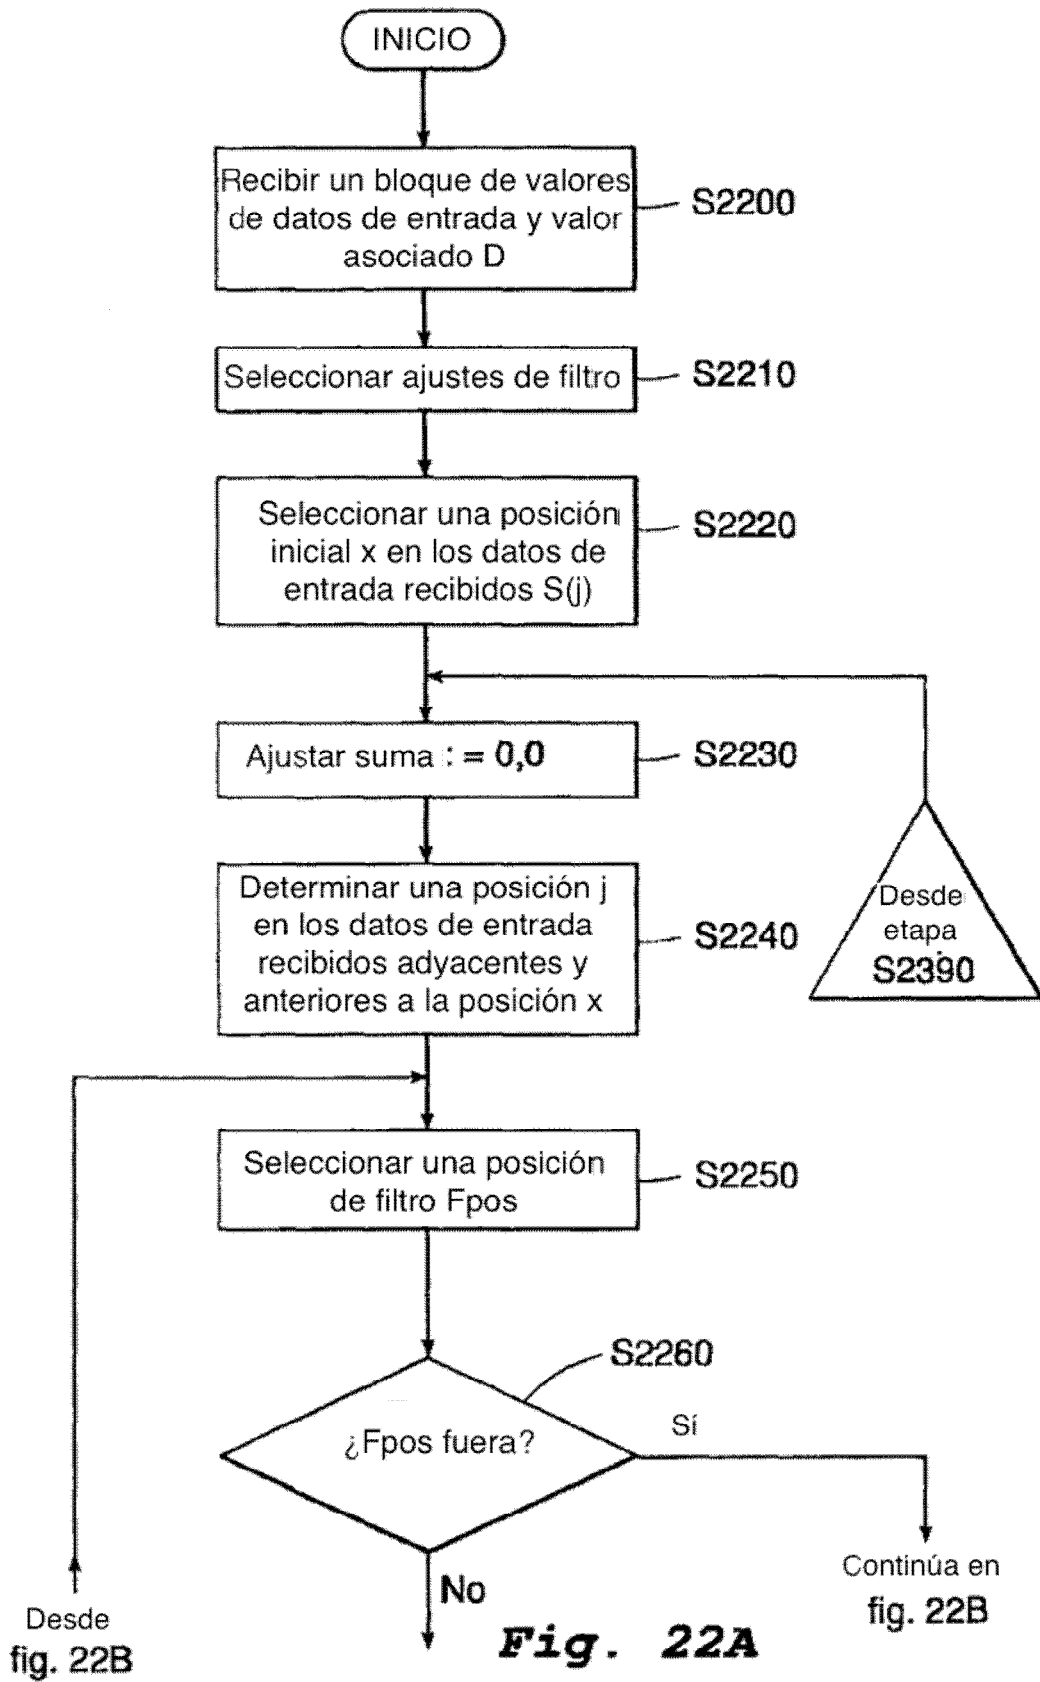 INICIO
Recibir un bloque de valores
de datos de entrada y valor
asociado D
S2200
Seleccionar ajustes de filtro
S2210
Seleccionar una posición
inicial x en los datos de
entrada recibidos S(j)
S2220
Ajustar suma : = 0,0
S2230
Determinar una posición j
en los datos de entrada
recibidos adyacentes y
anteriores a la posición x
S2240
Desde
etapa
S2390
Seleccionar una posición
de filtro Fpos
S2250
S2260
¿Fpos fuera?
Sí
Continúa en
fig. 22B
No
Desde
fig. 22B
Fig. 22A